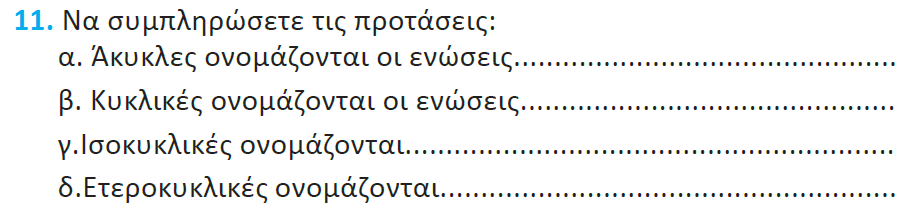 11. Να συμπληρώσετε τις προτάσεις:
α. Άκυκλες ονομάζονται οι ενώσεις................................................
β. Κυκλικές ονομάζονται οι ενώσεις................................................
γ.Ισοκυκλικές ονομάζονται...............................................................
δ.Ετεροκυκλικές ονομάζονται...........................................................